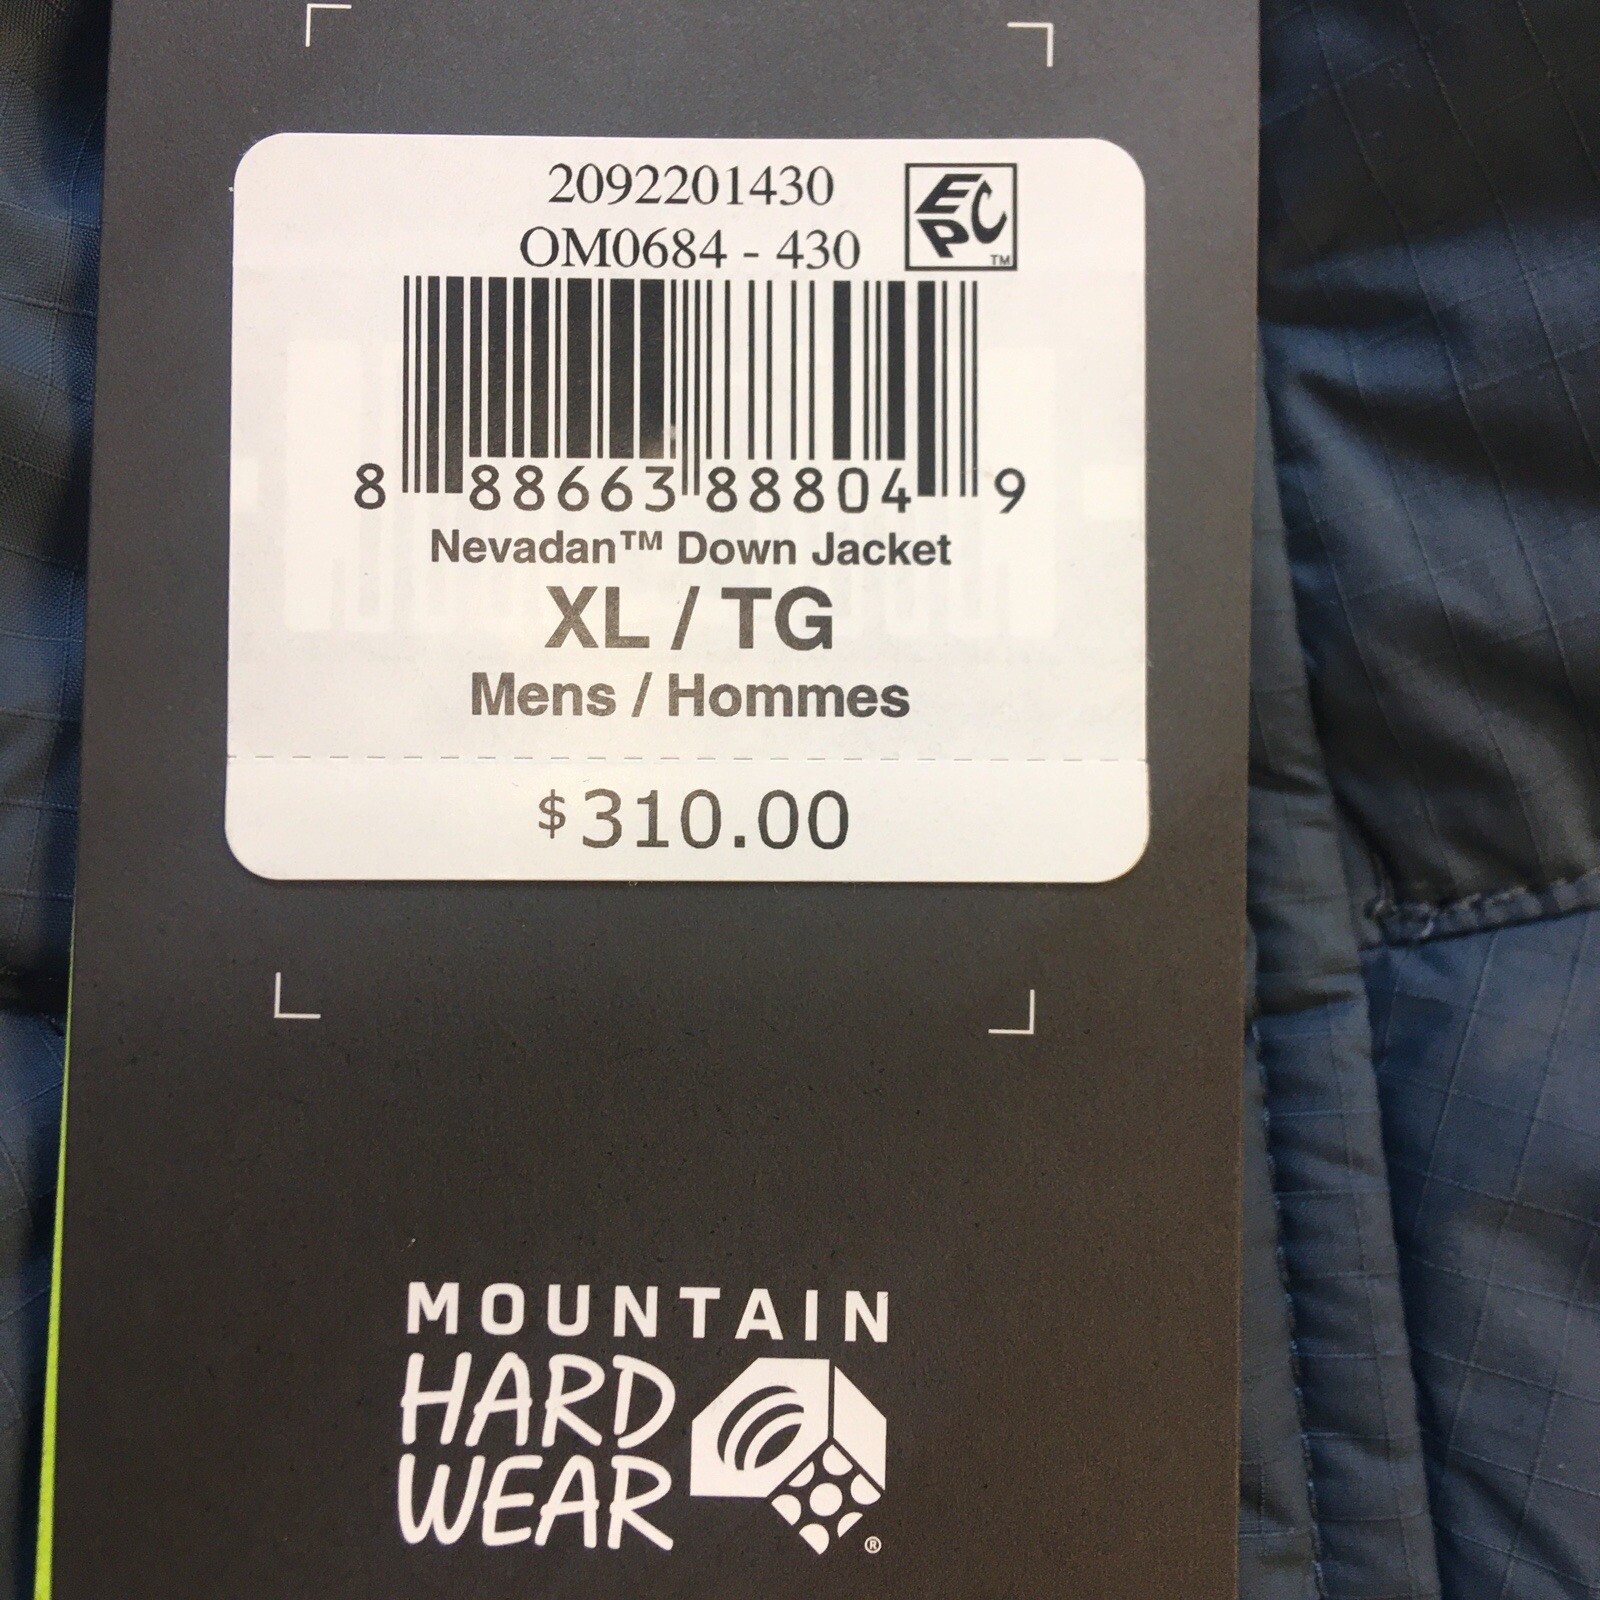 2092201430
EPC
TM
OM0684 - 430
8 88663 88804 9
Nevadan™ Down Jacket
XL / TG
Mens / Hommes
$310.00
MOUNTAIN
HARD
WEAR
®